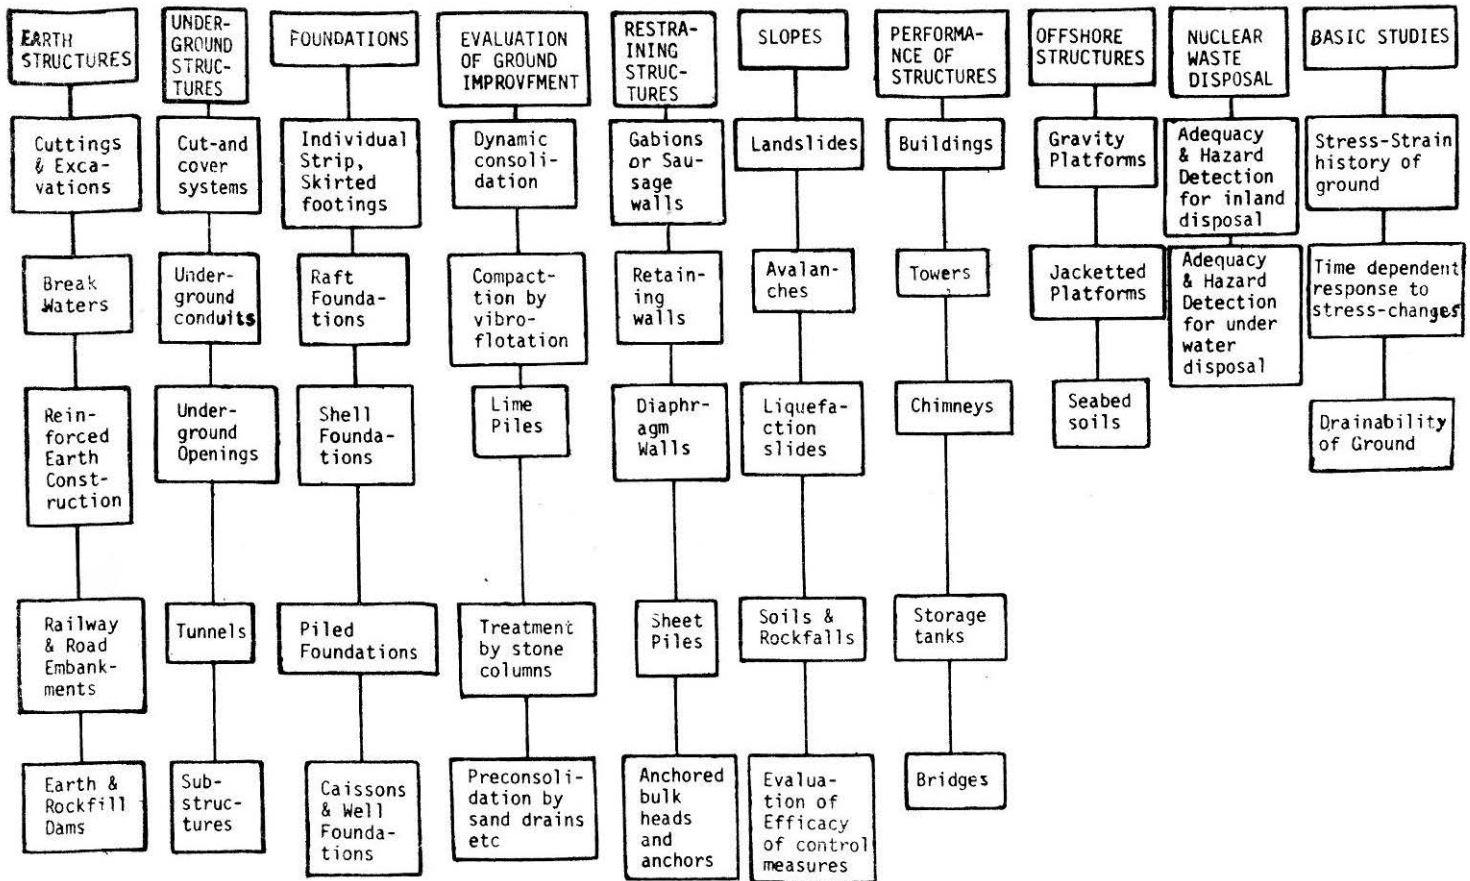 EARTH
STRUCTURES
Cuttings
& Exca-
vations
Break
Waters
Rein-
forced
Earth
Const-
ruction
Railway
& Road
Embank-
ments
Earth &
Rockfill
Dams
UNDER-
GROUND
STRUC-
TURES
Cut-and
cover
systems
Under-
ground
conduits
Under-
ground
Openings
Tunnels
Sub-
struc-
tures
FOUNDATIONS
Individual
Strip,
Skirted
footings
Raft
Founda-
tions
Shell
Founda-
tions
Piled
Foundations
Caissons
& Well
Founda-
tions
EVALUATION
OF GROUND
IMPROVFMENT
Dynamic
consoli-
dation
Compact-
tion by
vibro-
flotation
Lime
Piles
Treatment
by stone
columns
Preconsoli-
dation by
sand drains
etc
RESTRA-
INING
STRUC-
TURES
Gabions
or Sau-
sage
walls
Retain-
ing
walls
Diaphr-
agm
Walls
Sheet
Piles
Anchored
bulk
heads
and
anchors
SLOPES
Landslides
Avalan-
ches
Liquefa-
ction
slides
Soils &
Rockfalls
Evalua-
tion of
Efficacy
of control
measures
PERFORMA-
NCE OF
STRUCTURES
Buildings
Towers
Chimneys
Storage
tanks
Bridges
OFFSHORE
STRUCTURES
Gravity
Platforms
Jacketted
Platforms
Seabed
soils
NUCLEAR
WASTE
DISPOSAL
Adequacy
& Hazard
Detection
for inland
disposal
Adequacy
& Hazard
Detection
for under
water
disposal
BASIC STUDIES
Stress-Strain
history of
ground
Time dependent
response to
stress-changes
Drainability
of Ground